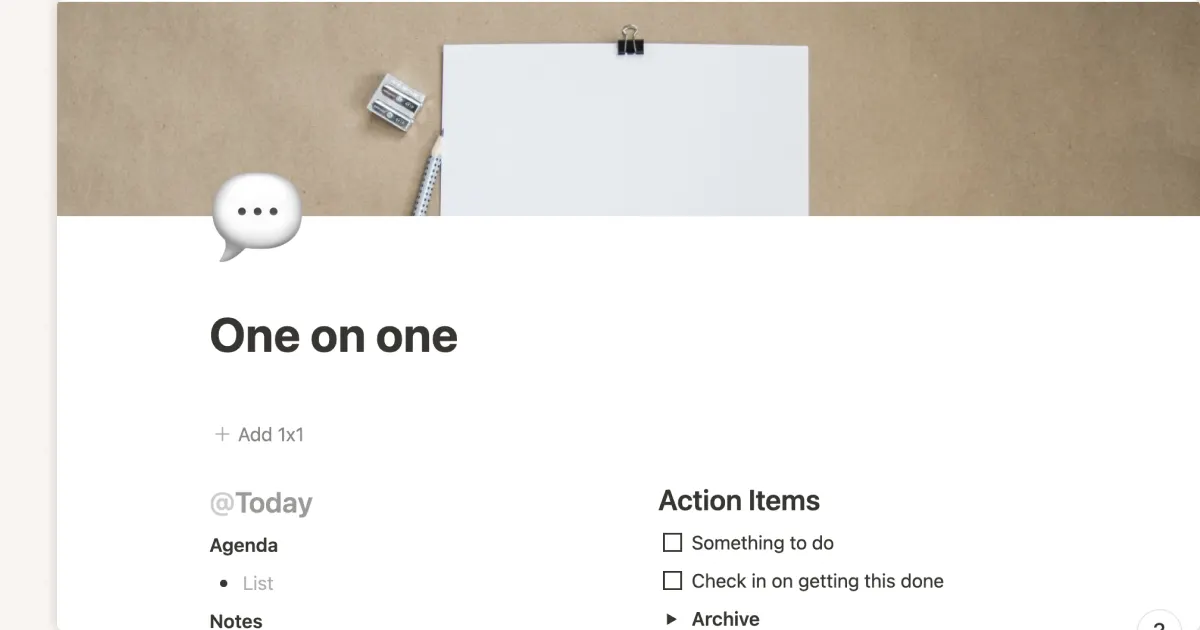 One on one
+ Add 1x1
@Today
Agenda
• List
Notes
Action Items
Something to do
Check in on getting this done
Archive
?